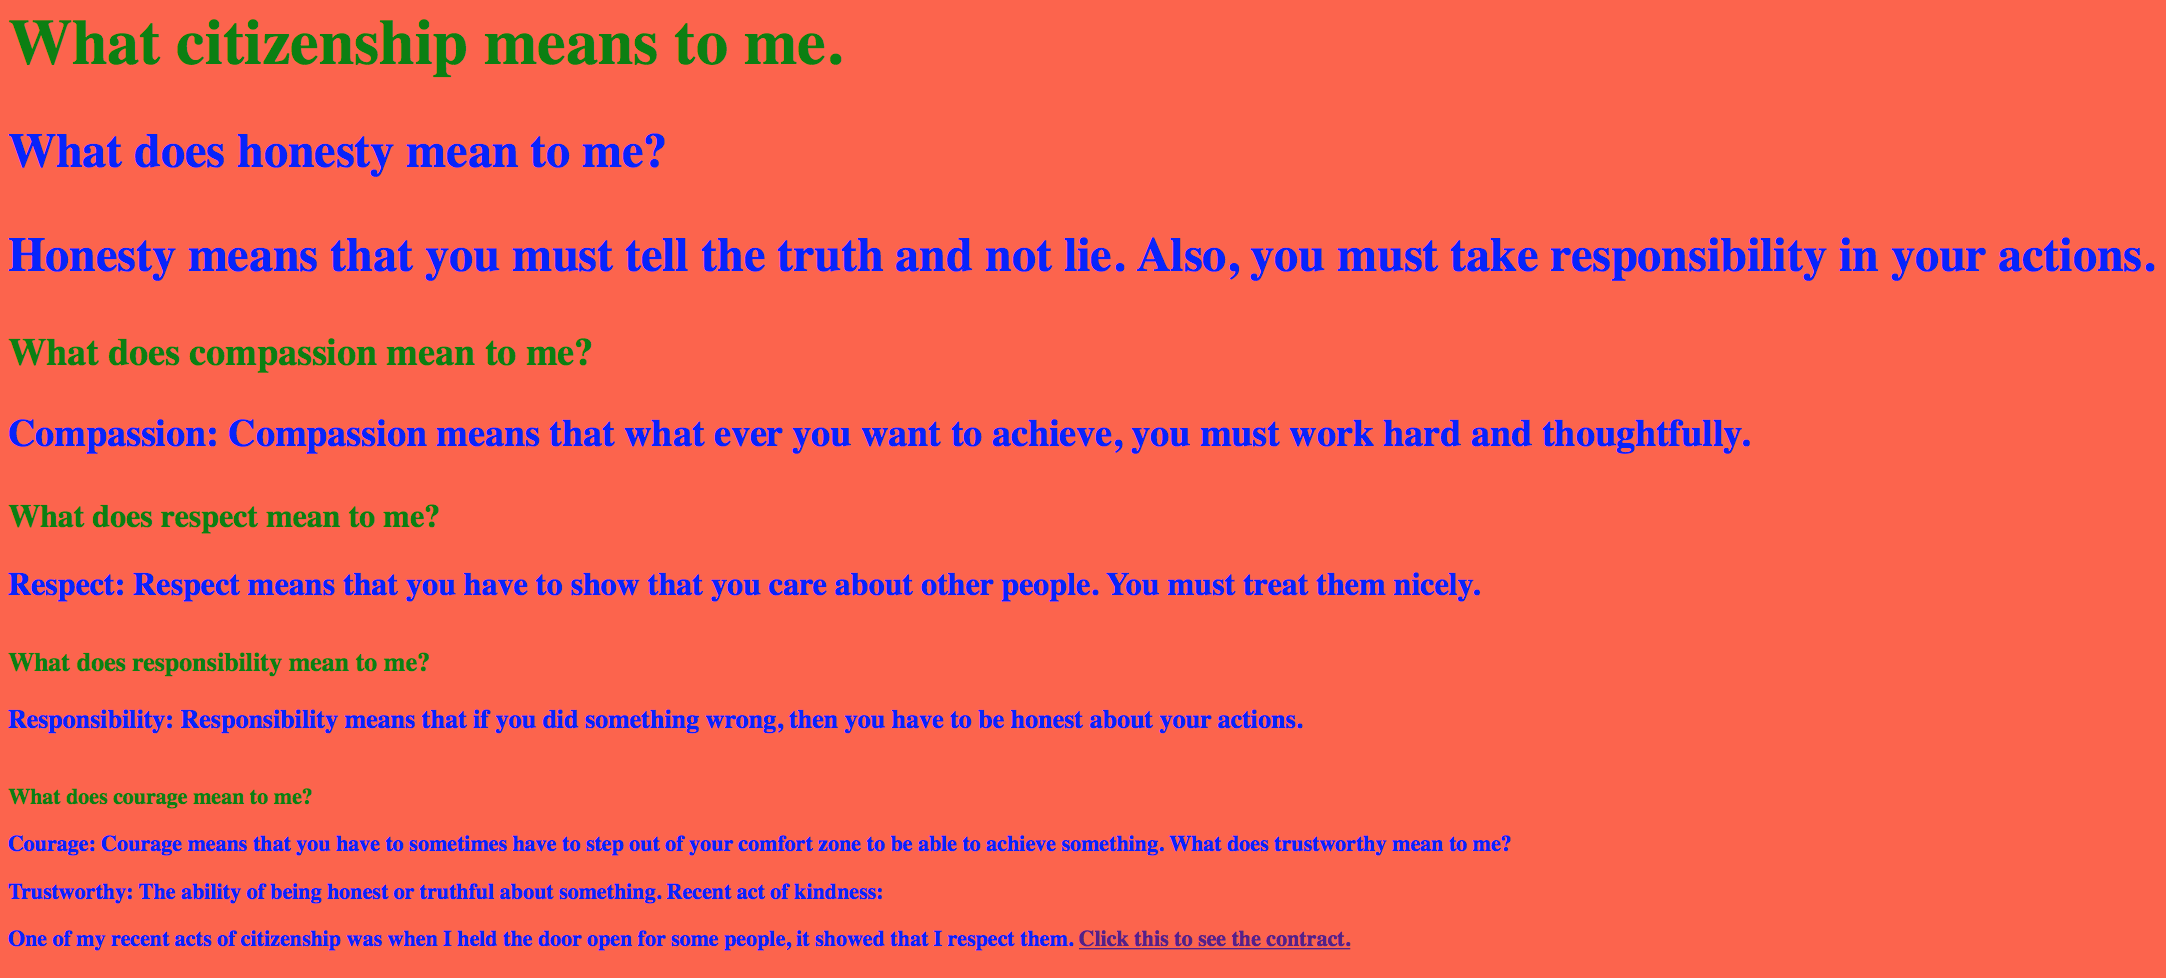 What citizenship means to me.
What does honesty mean to me?
Honesty means that you must tell the truth and not lie. Also, you must take responsibility in your actions.
What does compassion mean to me?
Compassion: Compassion means that what ever you want to achieve, you must work hard and thoughtfully.
What does respect mean to me?
Respect: Respect means that you have to show that you care about other people. You must treat them nicely.
What does responsibility mean to me?
Responsibility: Responsibility means that if you did something wrong, then you have to be honest about your actions.
What does courage mean to me?
Courage: Courage means that you have to sometimes have to step out of your comfort zone to be able to achieve something. What does trustworthy mean to me?
Trustworthy: The ability of being honest or truthful about something. Recent act of kindness:
One of my recent acts of citizenship was when I held the door open for some people, it showed that I respect them. Click this to see the contract.